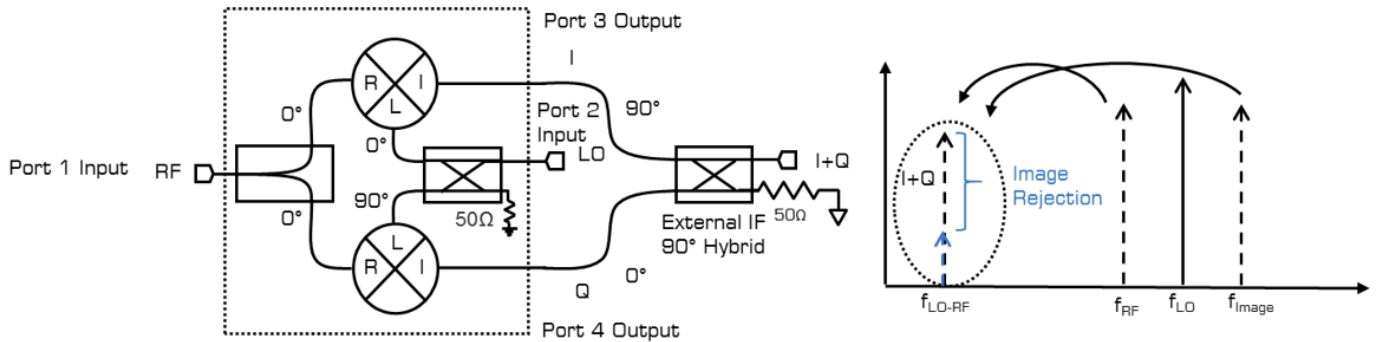 Port 3 Output
I
R
I
L
0°
0°
90°
Port 2
Input
LO
Port 1 Input
RF
I+Q
0°
90°
50Ω
External IF
90° Hybrid
50Ω
L
R
I
0°
Q
Port 4 Output
I+Q
Image
Rejection
fLO-RF
fRF
fLO
fImage